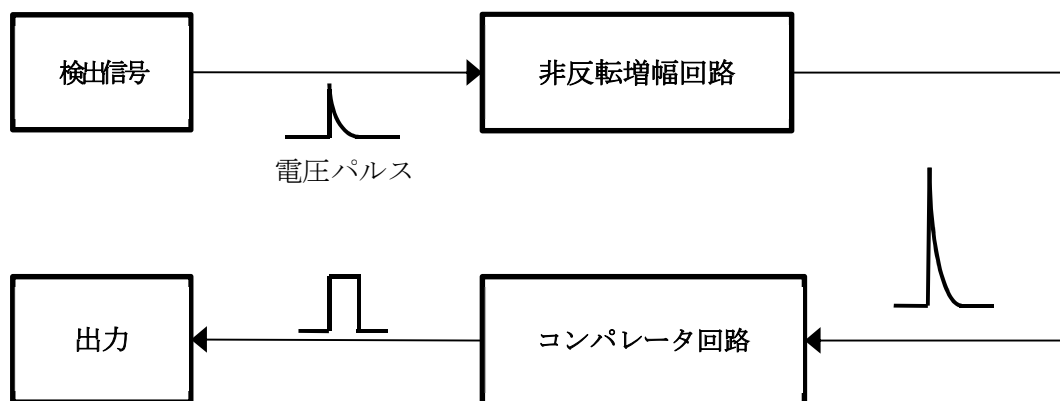 検出信号
非反転増幅回路
電圧パルス
出力
コンパレータ回路